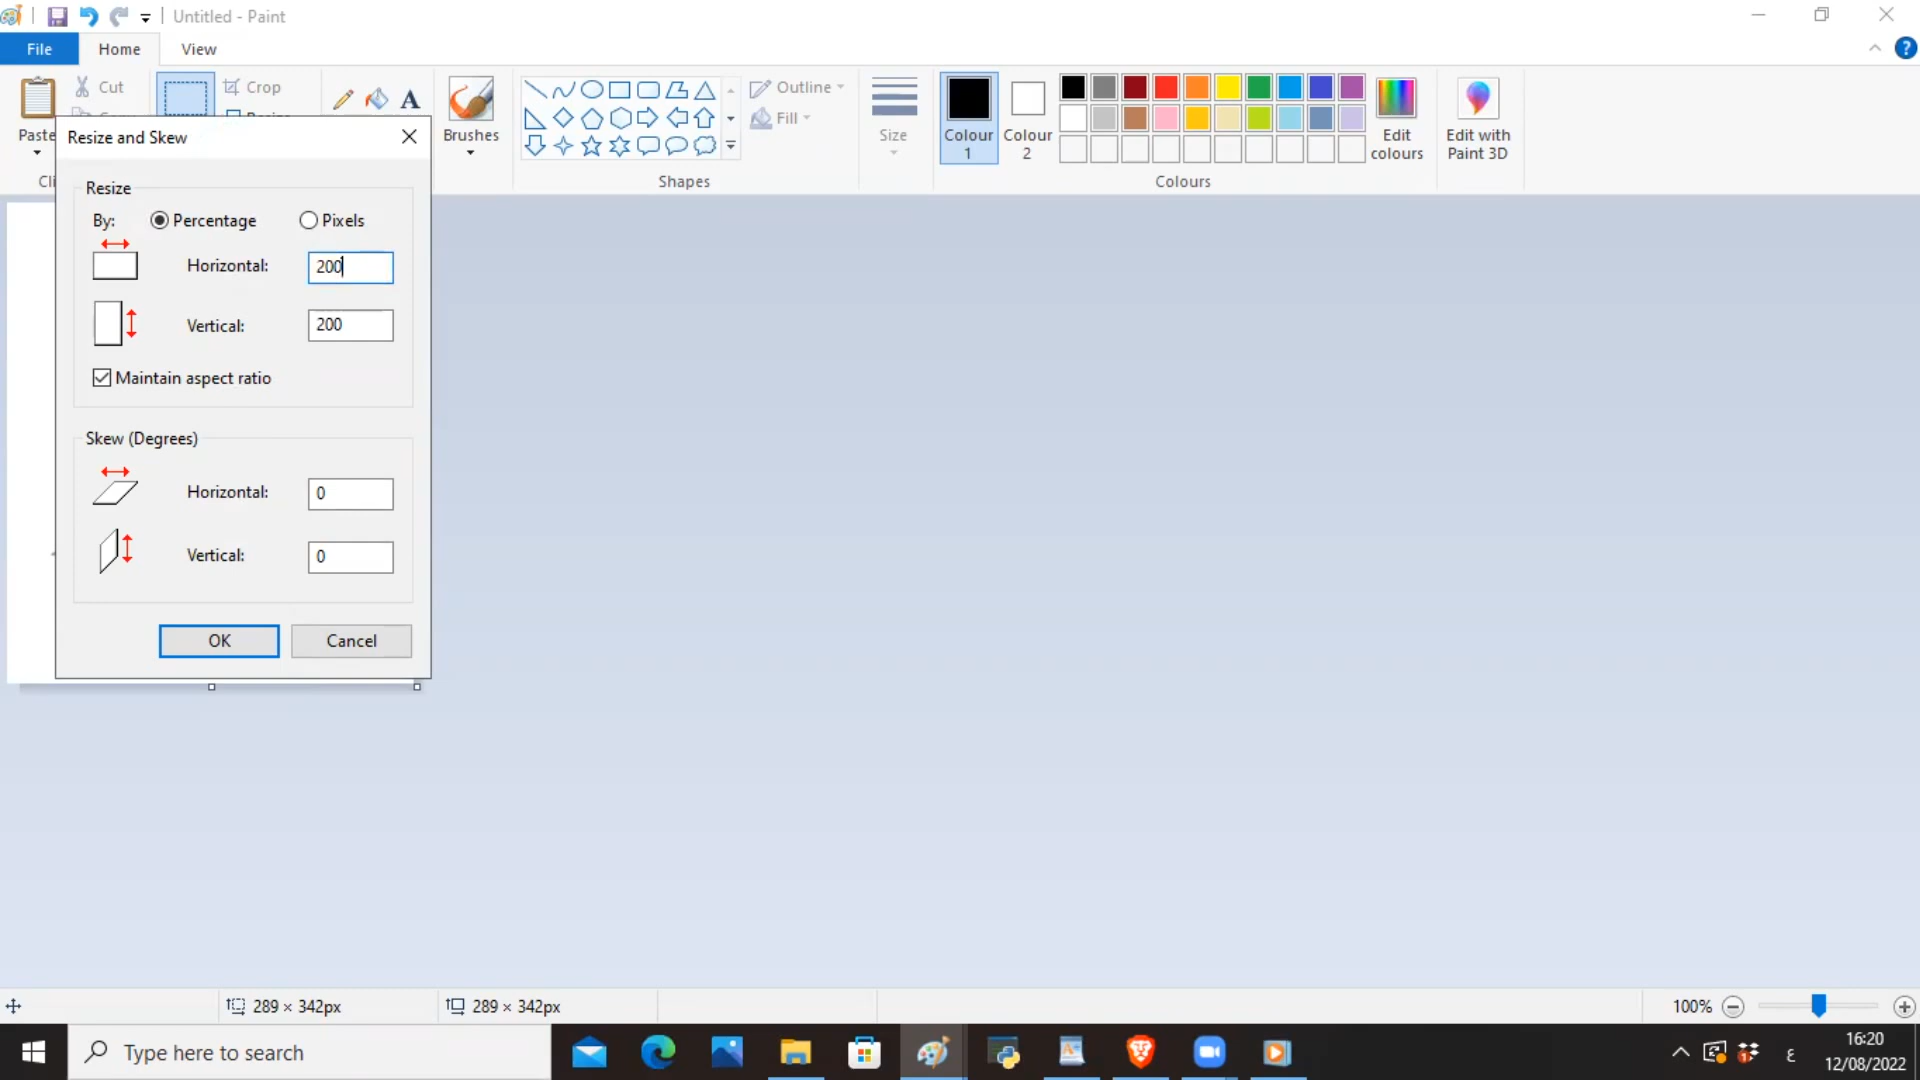 Untitled - Paint
File Home View
Cut Crop Outline
Fill
Paste Brushes Size Colour 1 Colour 2 Edit colours Edit with Paint 3D
Shapes Colours
Resize and Skew
Resize
By: Percentage Pixels
Horizontal: 200
Vertical: 200
Maintain aspect ratio
Skew (Degrees)
Horizontal: 0
Vertical: 0
OK Cancel
289 × 342px 289 × 342px 100%
Type here to search
ع
16:20
12/08/2022